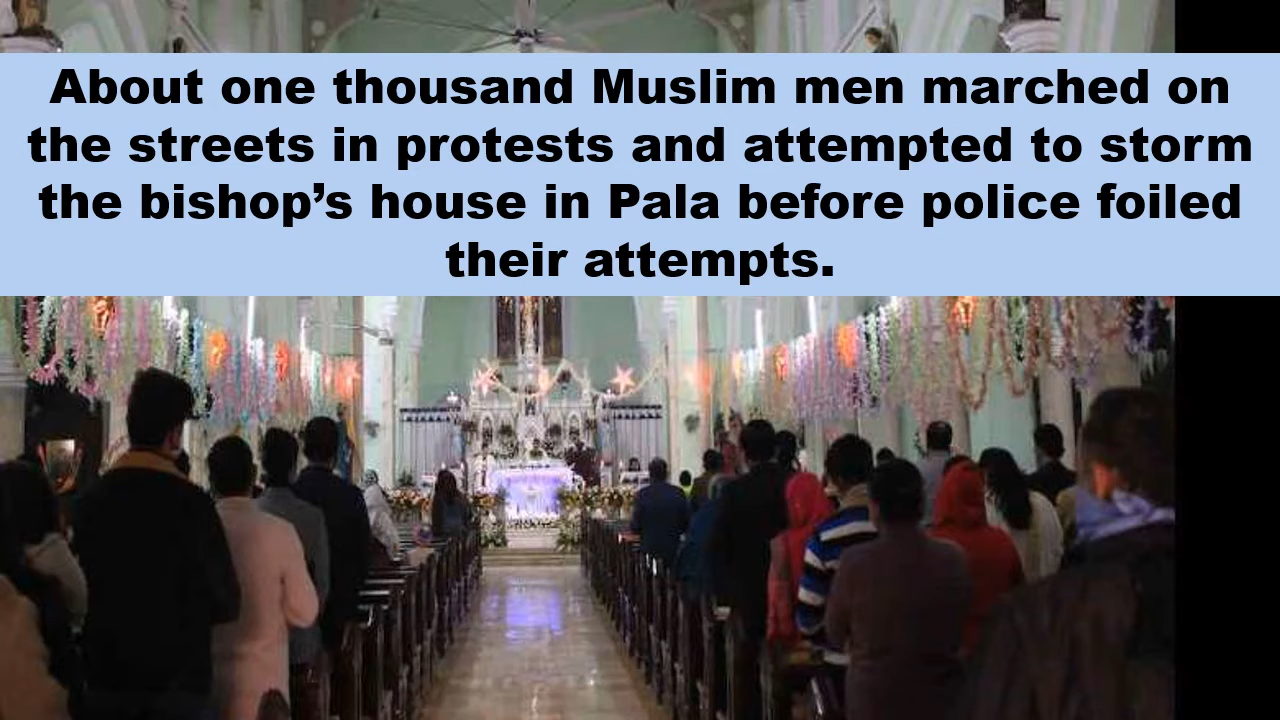 About one thousand Muslim men marched on
the streets in protests and attempted to storm
the bishop’s house in Pala before police foiled
their attempts.